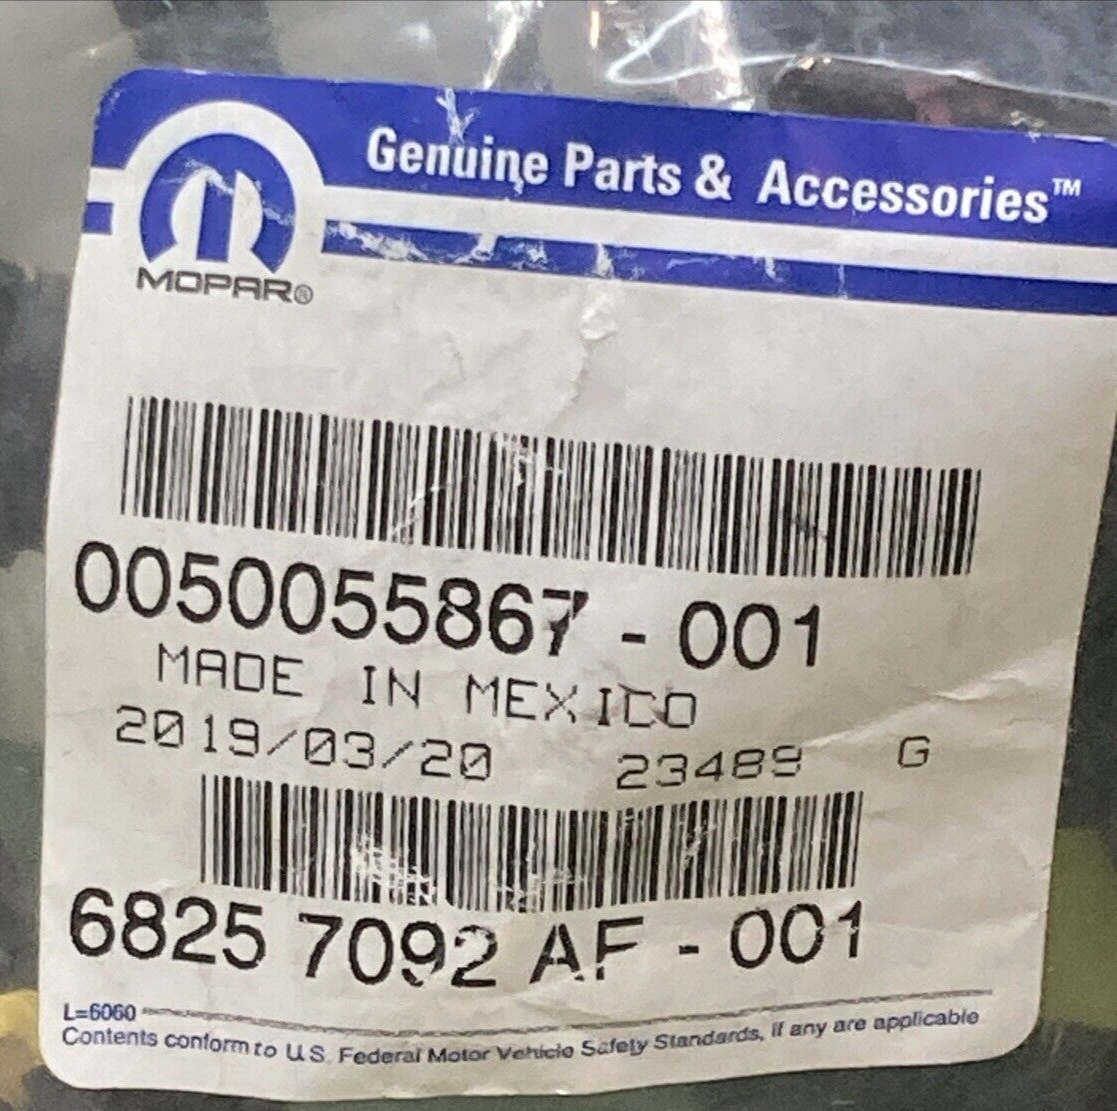 Genuine Parts & Accessories™
MOPAR®
0050055867 - 001
MADE IN MEXICO
2019/03/20 23489 G
6825 7092 AF - 001
L=6060
Contents conform to U.S. Federal Motor Vehicle Safety Standards, if any are applicable